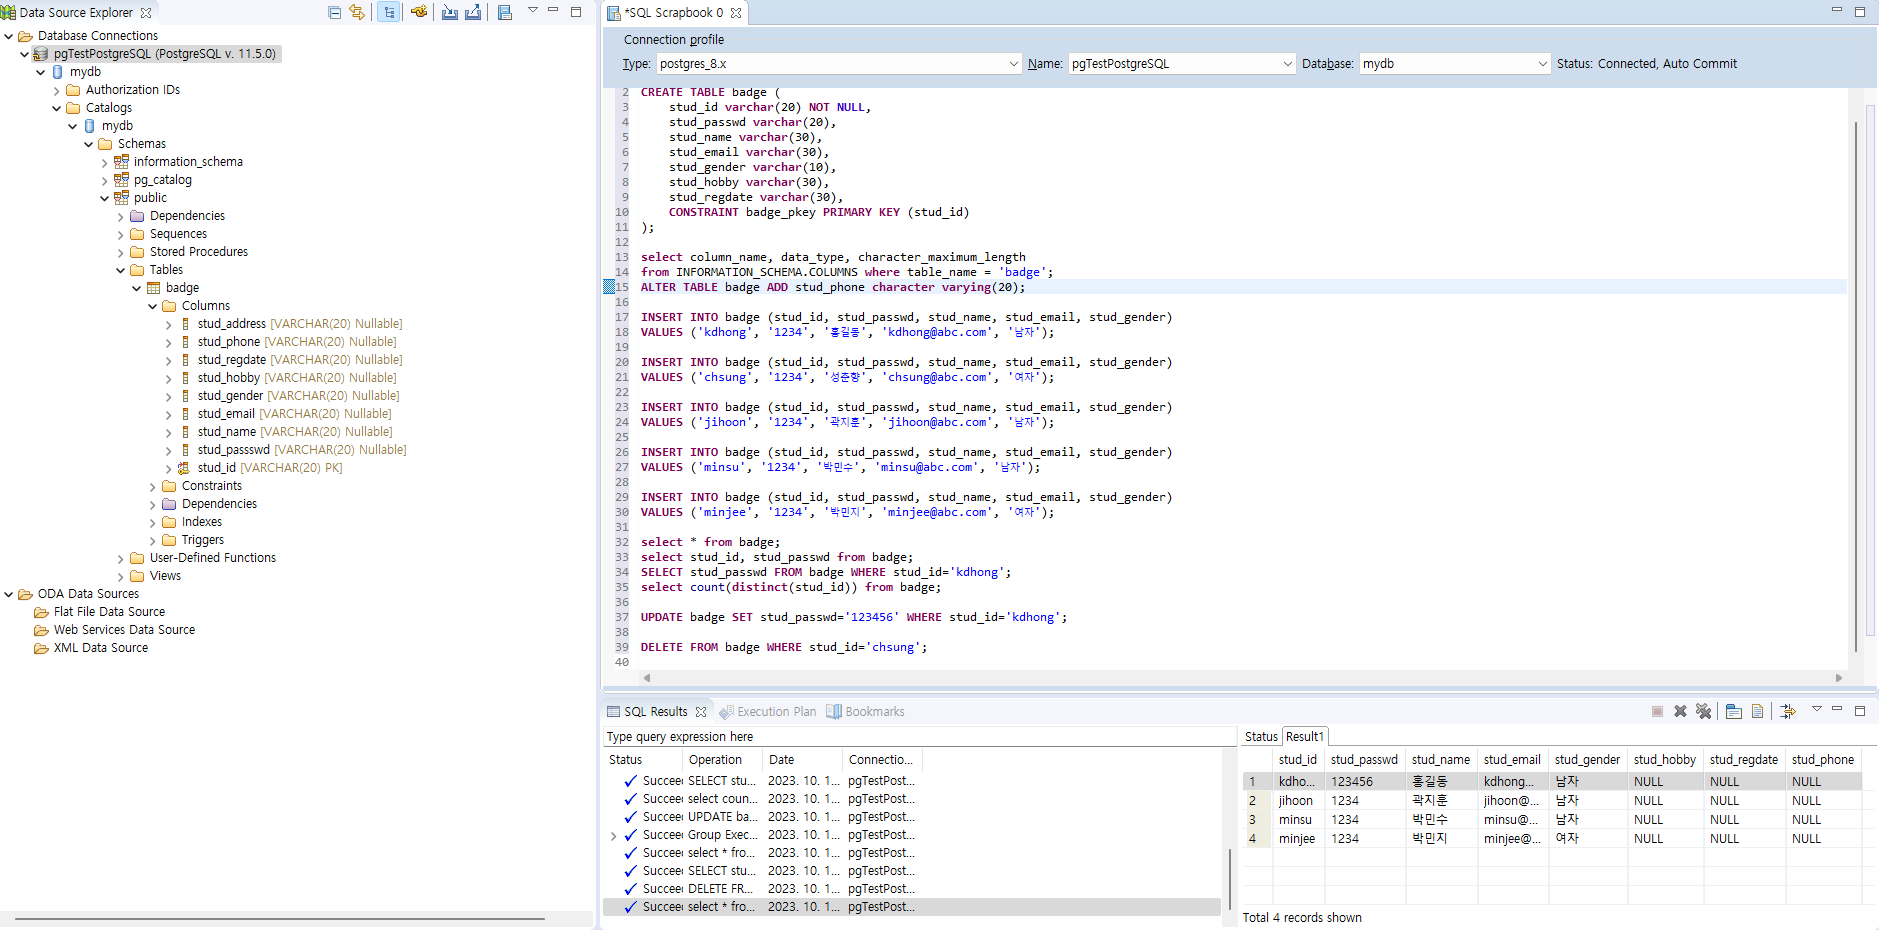 Data Source Explorer
Database Connections
pgTestPostgreSQL (PostgreSQL v. 11.5.0)
mydb
Authorization IDs
Catalogs
mydb
Schemas
information_schema
pg_catalog
public
Dependencies
Sequences
Stored Procedures
Tables
badge
Columns
stud_address [VARCHAR(20) Nullable]
stud_phone [VARCHAR(20) Nullable]
stud_regdate [VARCHAR(20) Nullable]
stud_hobby [VARCHAR(20) Nullable]
stud_gender [VARCHAR(20) Nullable]
stud_email [VARCHAR(20) Nullable]
stud_name [VARCHAR(20) Nullable]
stud_passswd [VARCHAR(20) Nullable]
stud_id [VARCHAR(20) PK]
Constraints
Dependencies
Indexes
Triggers
User-Defined Functions
Views
ODA Data Sources
Flat File Data Source
Web Services Data Source
XML Data Source
*SQL Scrapbook 0
Connection profile
Type: postgres_8.x Name: pgTestPostgreSQL Database: mydb Status: Connected, Auto Commit
2 CREATE TABLE badge (
3 stud_id varchar(20) NOT NULL,
4 stud_passwd varchar(20),
5 stud_name varchar(30),
6 stud_email varchar(30),
7 stud_gender varchar(10),
8 stud_hobby varchar(30),
9 stud_regdate varchar(30),
10 CONSTRAINT badge_pkey PRIMARY KEY (stud_id)
11 );
12
13 select column_name, data_type, character_maximum_length
14 from INFORMATION_SCHEMA.COLUMNS where table_name = 'badge';
15 ALTER TABLE badge ADD stud_phone character varying(20);
16
17 INSERT INTO badge (stud_id, stud_passwd, stud_name, stud_email, stud_gender)
18 VALUES ('kdhong', '1234', '홍길동', 'kdhong@abc.com', '남자');
19
20 INSERT INTO badge (stud_id, stud_passwd, stud_name, stud_email, stud_gender)
21 VALUES ('chsung', '1234', '성춘향', 'chsung@abc.com', '여자');
22
23 INSERT INTO badge (stud_id, stud_passwd, stud_name, stud_email, stud_gender)
24 VALUES ('jihoon', '1234', '곽지훈', 'jihoon@abc.com', '남자');
25
26 INSERT INTO badge (stud_id, stud_passwd, stud_name, stud_email, stud_gender)
27 VALUES ('minsu', '1234', '박민수', 'minsu@abc.com', '남자');
28
29 INSERT INTO badge (stud_id, stud_passwd, stud_name, stud_email, stud_gender)
30 VALUES ('minjee', '1234', '박민지', 'minjee@abc.com', '여자');
31
32 select * from badge;
33 select stud_id, stud_passwd from badge;
34 SELECT stud_passwd FROM badge WHERE stud_id='kdhong';
35 select count(distinct(stud_id)) from badge;
36
37 UPDATE badge SET stud_passwd='123456' WHERE stud_id='kdhong';
38
39 DELETE FROM badge WHERE stud_id='chsung';
40
SQL Results Execution Plan Bookmarks
Type query expression here
Status Operation Date Connectio...
Succee SELECT stu... 2023. 10. 1... pgTestPost...
Succee select coun... 2023. 10. 1... pgTestPost...
Succee UPDATE ba... 2023. 10. 1... pgTestPost...
Succee Group Exec... 2023. 10. 1... pgTestPost...
Succee select * fro... 2023. 10. 1... pgTestPost...
Succee SELECT stu... 2023. 10. 1... pgTestPost...
Succee DELETE FR... 2023. 10. 1... pgTestPost...
Succee select * fro... 2023. 10. 1... pgTestPost...
Status Result1
stud_id stud_passwd stud_name stud_email stud_gender stud_hobby stud_regdate stud_phone
1 kdho... 123456 홍길동 kdhong... 남자 NULL NULL NULL
2 jihoon 1234 곽지훈 jihoon@... 남자 NULL NULL NULL
3 minsu 1234 박민수 minsu@... 남자 NULL NULL NULL
4 minjee 1234 박민지 minjee@... 여자 NULL NULL NULL
Total 4 records shown